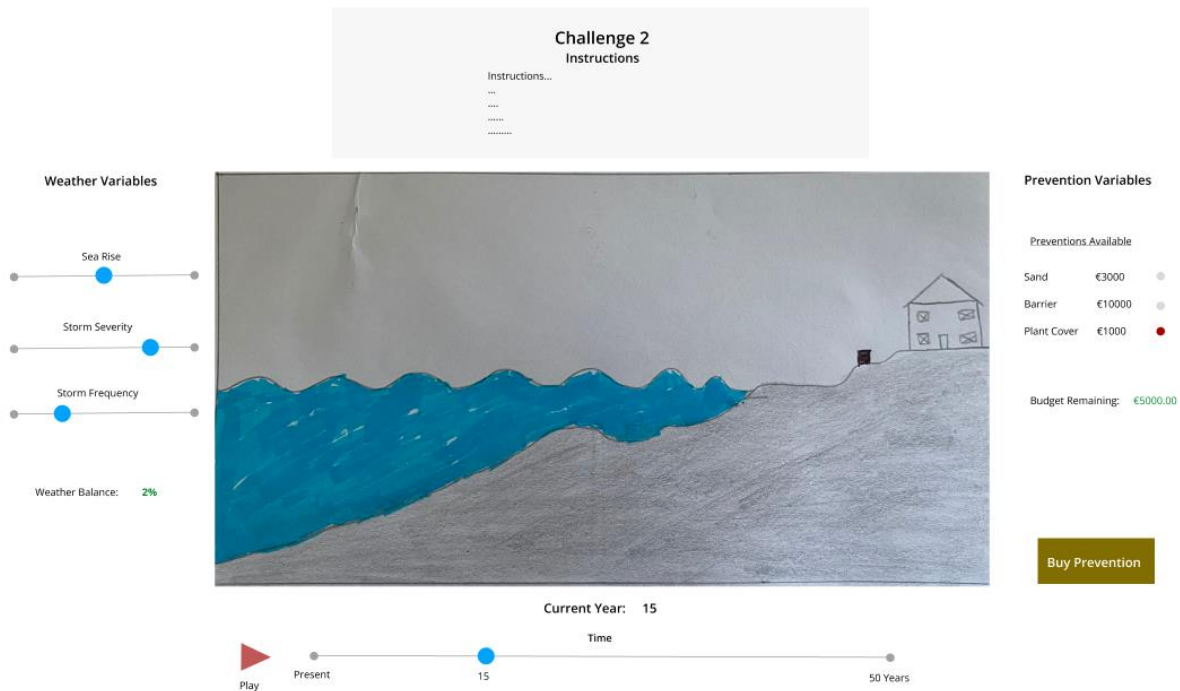 Challenge 2
Instructions
Instructions...
...
....
......
.........
Weather Variables
Sea Rise
Storm Severity
Storm Frequency
Weather Balance: 2%
Prevention Variables
Preventions Available
Sand €3000
Barrier €10000
Plant Cover €1000
Budget Remaining: €5000.00
Buy Prevention
Current Year: 15
Time
Play
Present
15
50 Years